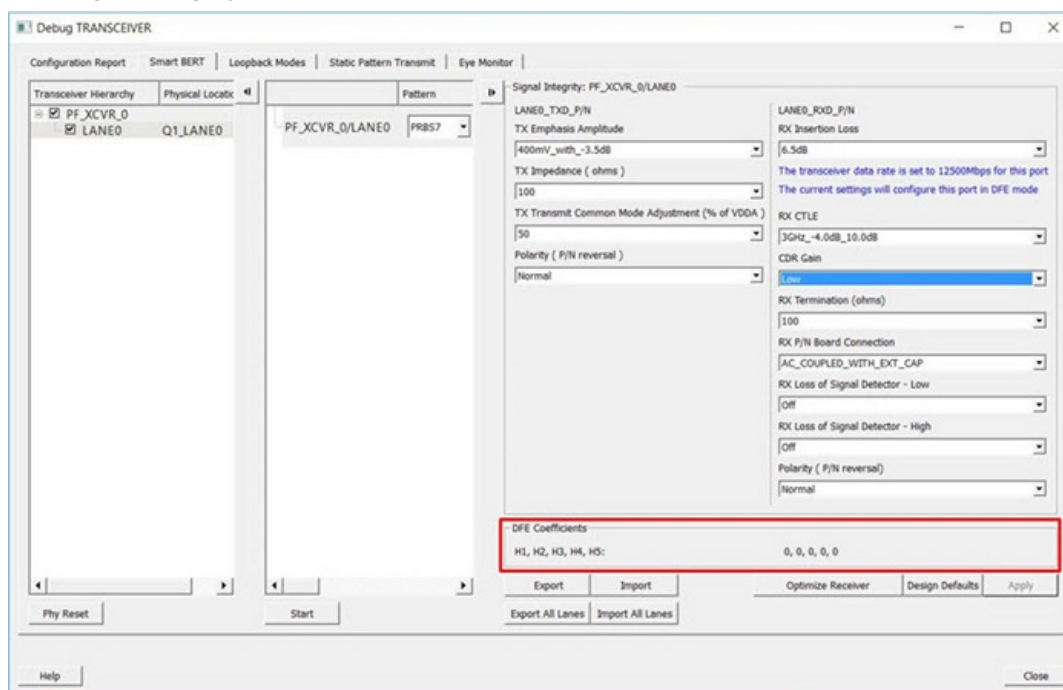 Debug TRANSCEIVER
Configuration Report Smart BERT Loopback Modes Static Pattern Transmit Eye Monitor
Transceiver Hierarchy Physical Locatic
PF_XCVR_0
LANE0 Q1_LANE0
Pattern
PF_XCVR_0/LANE0 PRBS7
Signal Integrity: PF_XCVR_0/LANE0
LANE0_TXD_P/N
TX Emphasis Amplitude
400mV_with_-3.5dB
TX Impedance ( ohms )
100
TX Transmit Common Mode Adjustment (% of VDDA )
50
Polarity ( P/N reversal )
Normal
LANE0_RXD_P/N
RX Insertion Loss
6.5dB
The transceiver data rate is set to 12500Mbps for this port
The current settings will configure this port in DFE mode
RX CTLE
3GHz_-4.0dB_10.0dB
CDR Gain
Low
RX Termination (ohms)
100
RX P/N Board Connection
AC_COUPLED_WITH_EXT_CAP
RX Loss of Signal Detector - Low
Off
RX Loss of Signal Detector - High
Off
Polarity ( P/N reversal)
Normal
DFE Coefficients
H1, H2, H3, H4, H5: 0, 0, 0, 0, 0
Export Import Optimize Receiver Design Defaults Apply
Phy Reset Start Export All Lanes Import All Lanes
Help Close